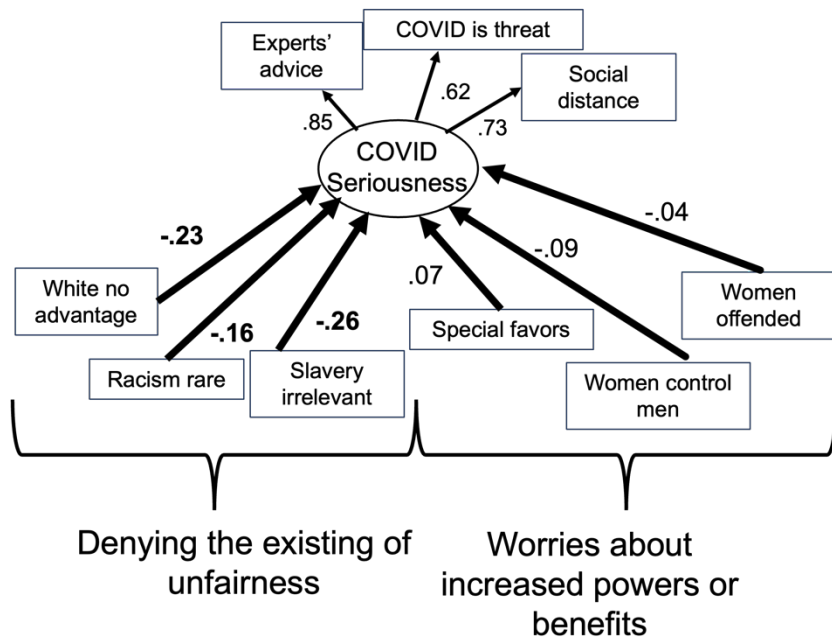 COVID is threat
Experts'
advice
Social
distance
.85
.62
.73
COVID
Seriousness
-.23
-.16
-.26
.07
-.09
-.04
White no
advantage
Racism rare
Slavery
irrelevant
Special favors
Women control
men
Women
offended
Denying the existing of
unfairness
Worries about
increased powers or
benefits